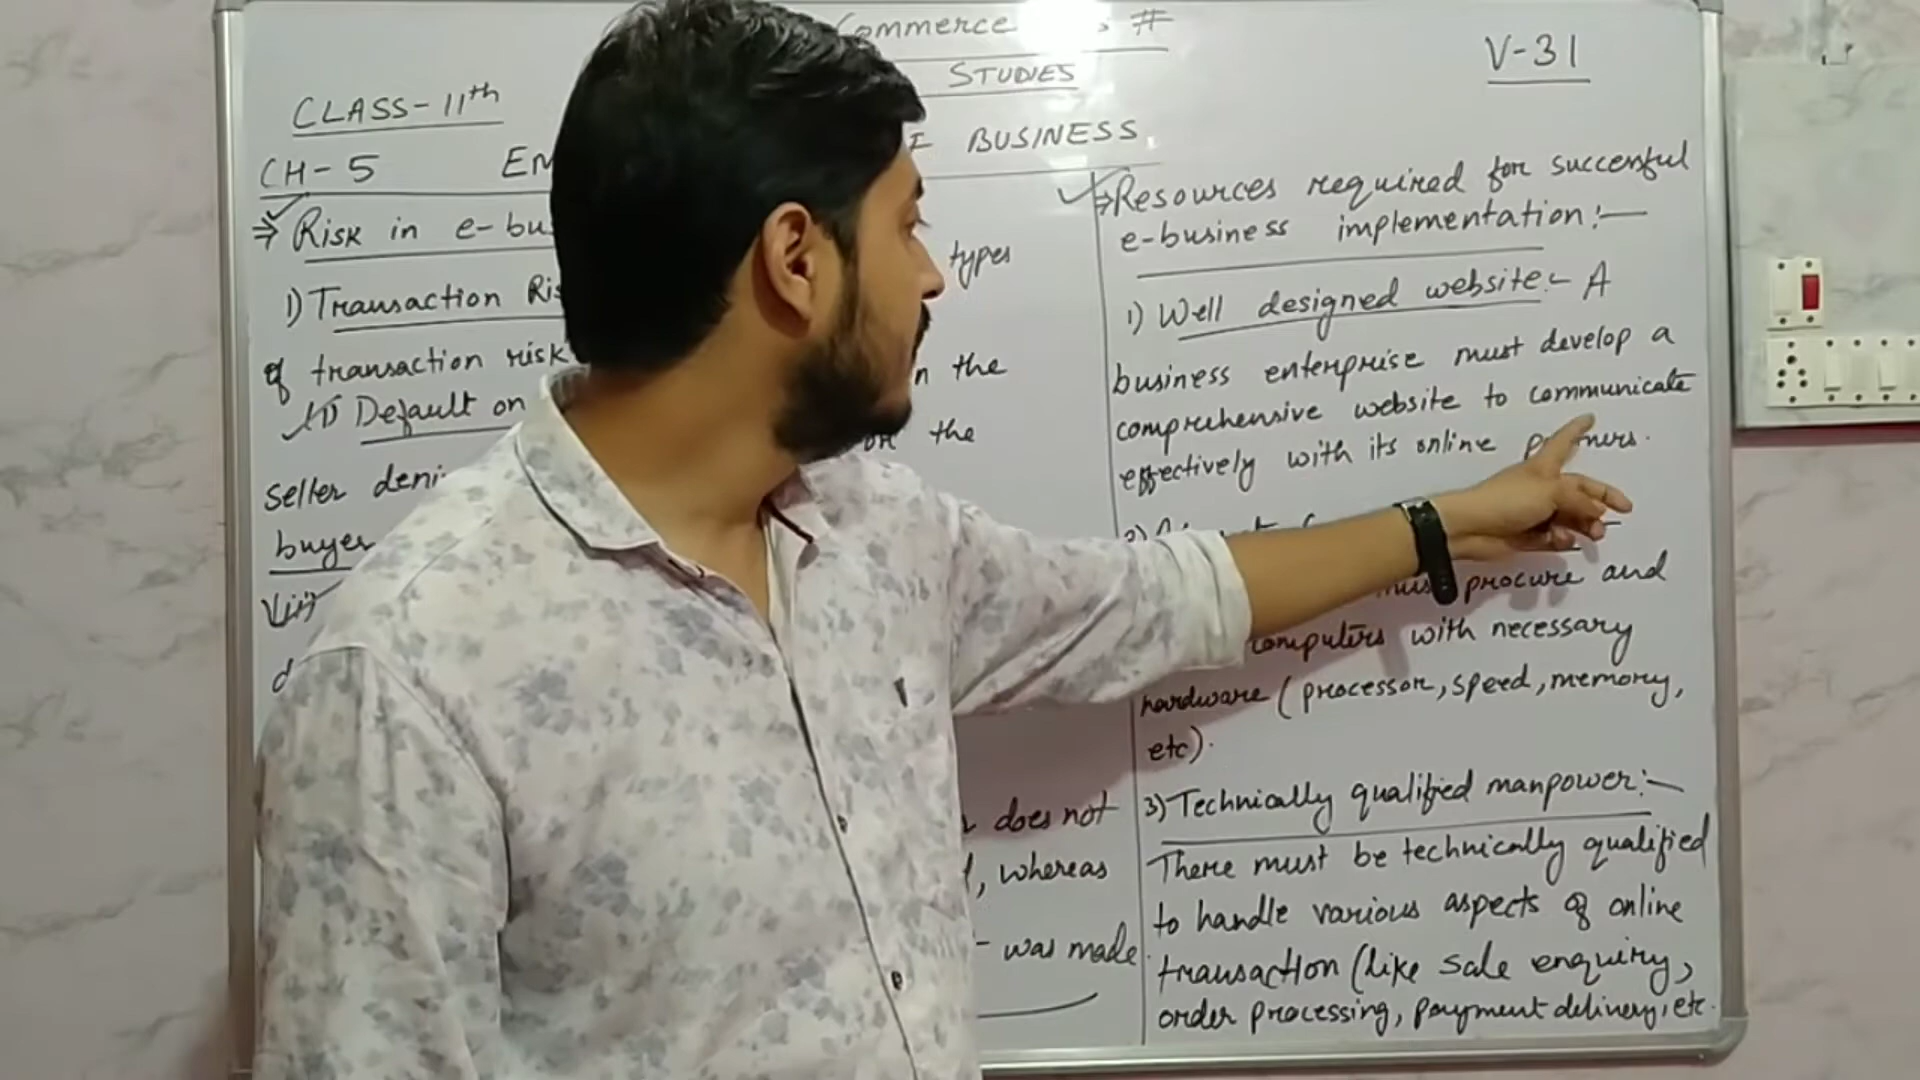 Commerce #
STUDIES
V-31
CLASS-11th
CH-5 BUSINESS
⇒ Risk in e-bus
1) Transaction Ris types
of transaction risk n the
i) Default on on the
Seller deni
buyer
ii)
d
does not
, whereas
- was made.
⇒ Resources required for successful
e-business implementation:-
1) Well designed website:- A
business enterprise must develop a
comprehensive website to communicate
effectively with its online partners.
2)
must procure and
computers with necessary
hardware (processor, speed, memory,
etc).
3) Technically qualified manpower:-
There must be technically qualified
to handle various aspects of online
transaction (like sale enquiry,
order processing, payment delivery, etc.